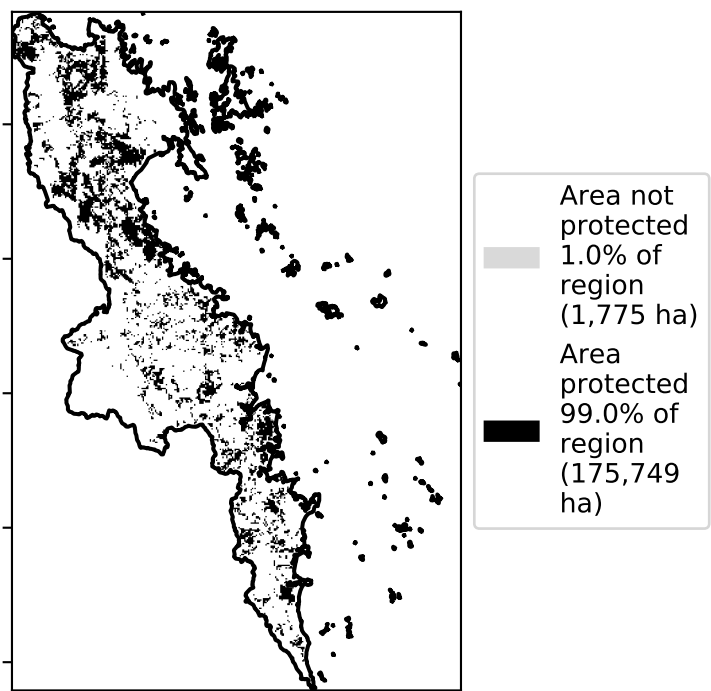 Area not
protected
1.0% of
region
(1,775 ha)
Area
protected
99.0% of
region
(175,749
ha)